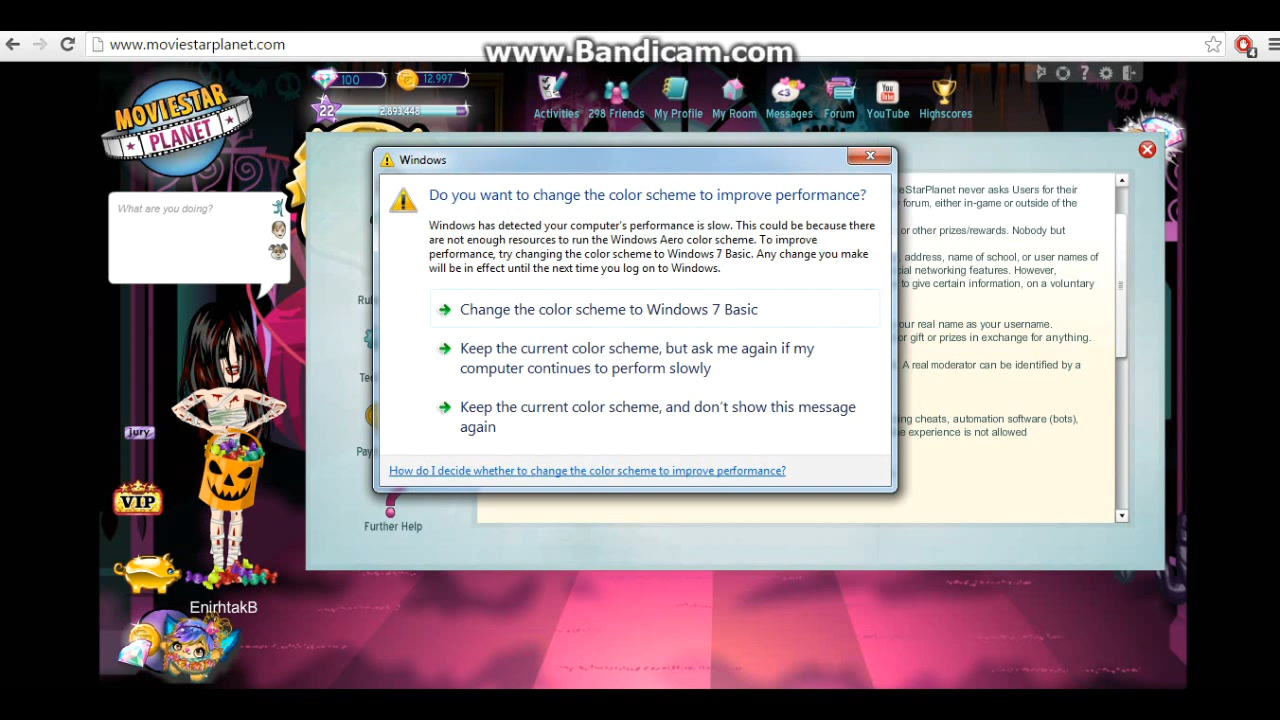 www.moviestarplanet.com
www.Bandicam.com
4
MOVIESTAR
PLANET
100
12,997
22
2,893,448
Activities
298 Friends
My Profile
My Room
<3
Messages
Forum
You
Tube
YouTube
Highscores
?
What are you doing?
Windows
Do you want to change the color scheme to improve performance?
Windows has detected your computer's performance is slow. This could be because there
are not enough resources to run the Windows Aero color scheme. To improve
performance, try changing the color scheme to Windows 7 Basic. Any change you make
will be in effect until the next time you log on to Windows.
Change the color scheme to Windows 7 Basic
Keep the current color scheme, but ask me again if my
computer continues to perform slowly
Keep the current color scheme, and don't show this message
again
How do I decide whether to change the color scheme to improve performance?
eStarPlanet never asks Users for their
forum, either in-game or outside of the
or other prizes/rewards. Nobody but
, address, name of school, or user names of
ial networking features. However,
to give certain information, on a voluntary
our real name as your username.
or gift or prizes in exchange for anything.
A real moderator can be identified by a
ing cheats, automation software (bots),
e experience is not allowed
Ru
Te
Pay
Further Help
jury
VIP
EnirhtakB